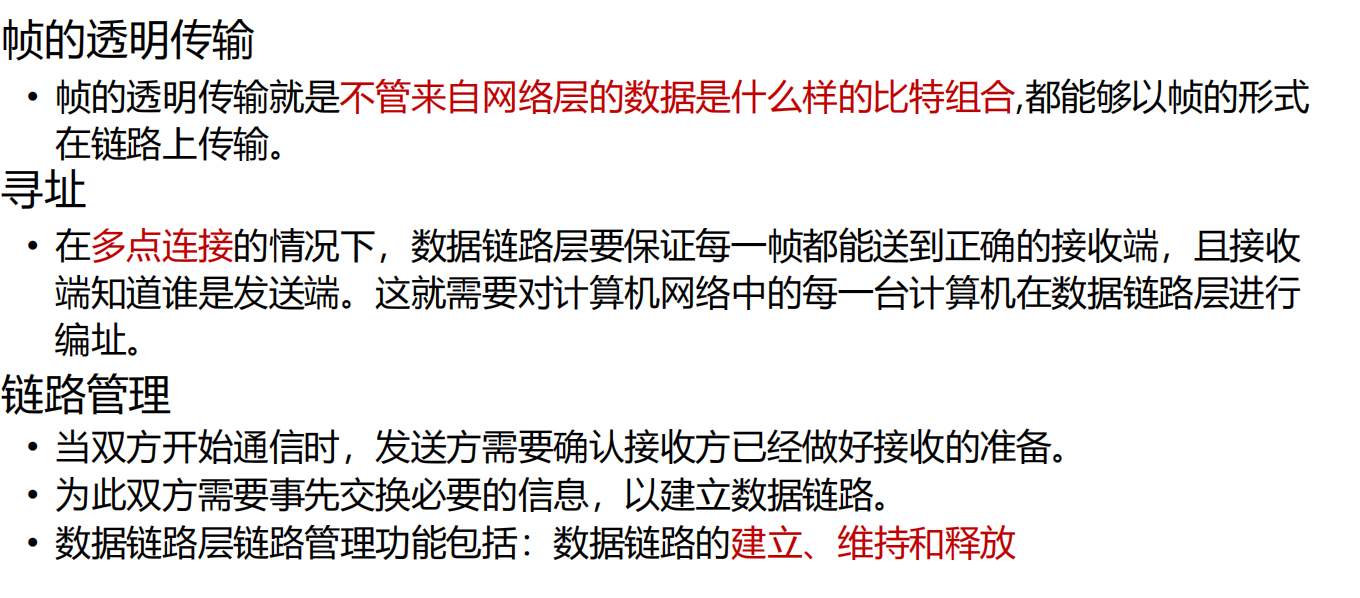 帧的透明传输
• 帧的透明传输就是不管来自网络层的数据是什么样的比特组合,都能够以帧的形式
在链路上传输。
寻址
• 在多点连接的情况下，数据链路层要保证每一帧都能送到正确的接收端，且接收
端知道谁是发送端。这就需要对计算机网络中的每一台计算机在数据链路层进行
编址。
链路管理
• 当双方开始通信时，发送方需要确认接收方已经做好接收的准备。
• 为此双方需要事先交换必要的信息，以建立数据链路。
• 数据链路层链路管理功能包括：数据链路的建立、维持和释放